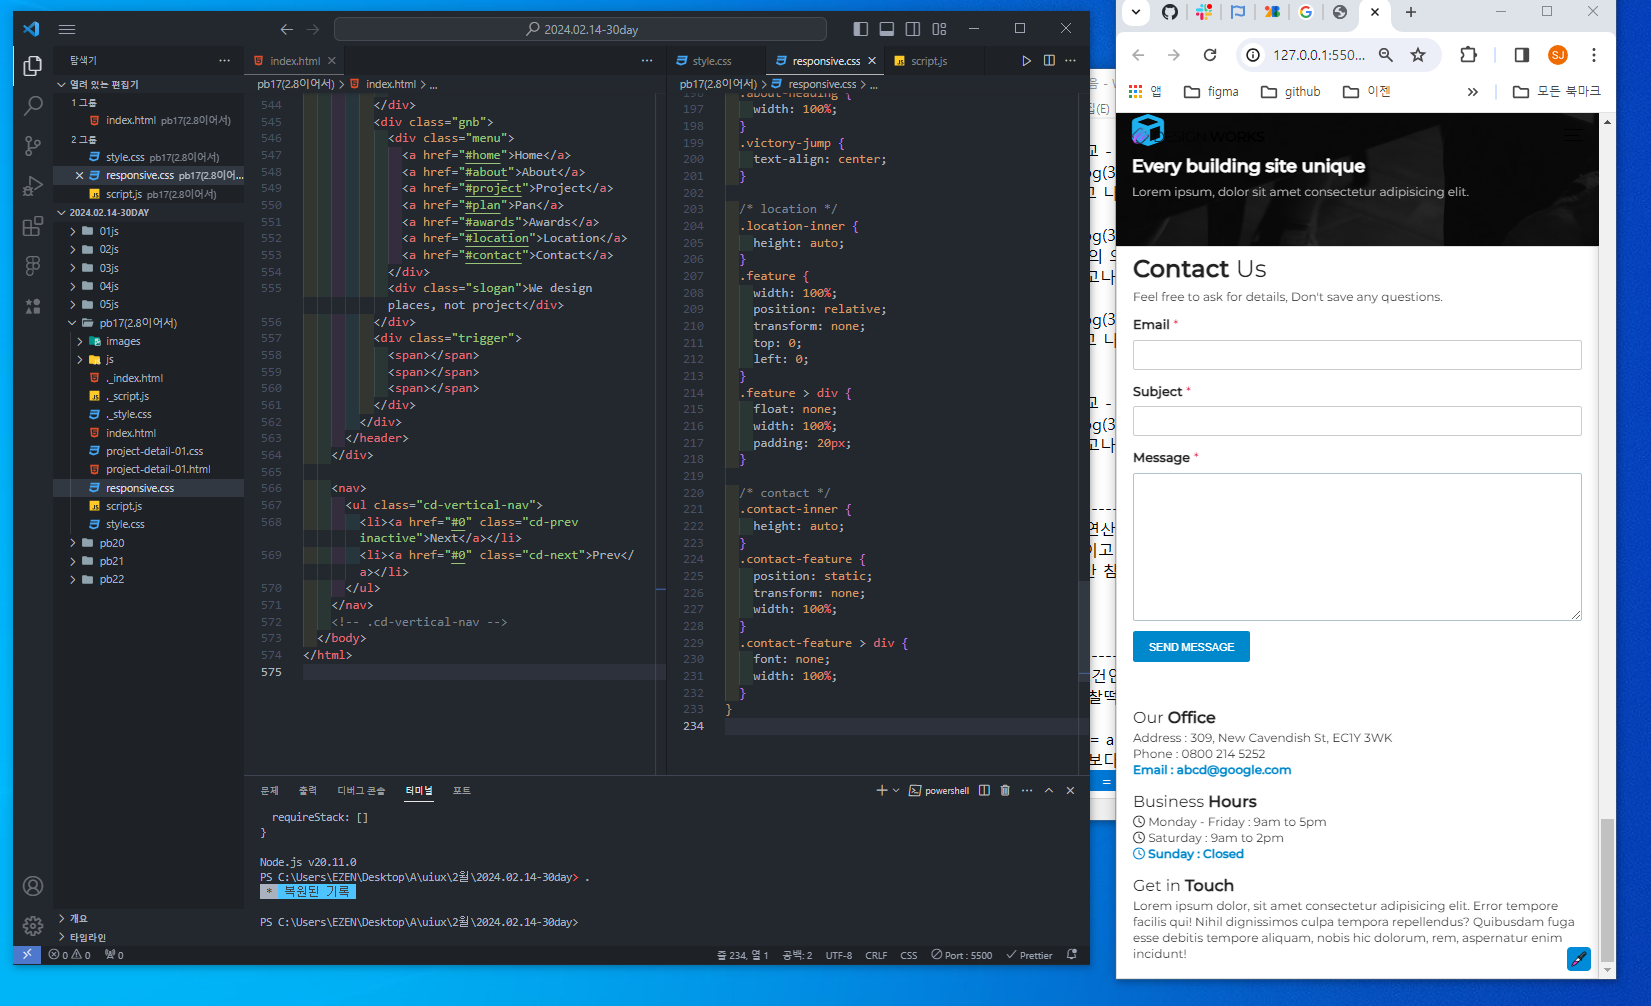 2024.02.14-30day
탐색기
열려 있는 편집기
1 그룹
index.html pb17(2.8이어서)
2 그룹
style.css pb17(2.8이어서)
responsive.css pb17(2.8이어...
script.js pb17(2.8이어서)
2024.02.14-30DAY
01js
02js
03js
04js
05js
pb17(2.8이어서)
images
js
._index.html
._script.js
._style.css
index.html
project-detail-01.css
project-detail-01.html
responsive.css
script.js
style.css
pb20
pb21
pb22
개요
타임라인
index.html
pb17(2.8이어서) > index.html > ...
544 </div>
545 <div class="gnb">
546 <div class="menu">
547 <a href="#home">Home</a>
548 <a href="#about">About</a>
549 <a href="#project">Project</a>
550 <a href="#plan">Pan</a>
551 <a href="#awards">Awards</a>
552 <a href="#location">Location</a>
553 <a href="#contact">Contact</a>
554 </div>
555 <div class="slogan">We design
places, not project</div>
556 </div>
557 <div class="trigger">
558 <span></span>
559 <span></span>
560 <span></span>
561 </div>
562 </div>
563 </header>
564 </div>
565
566 <nav>
567 <ul class="cd-vertical-nav">
568 <li><a href="#0" class="cd-prev
inactive">Next</a></li>
569 <li><a href="#0" class="cd-next">Prev</
a></li>
570 </ul>
571 </nav>
572 <!-- .cd-vertical-nav -->
573 </body>
574 </html>
575
style.css
responsive.css
script.js
pb17(2.8이어서) > responsive.css > ...
196 .about-heading {
197 width: 100%;
198 }
199 .victory-jump {
200 text-align: center;
201 }
202
203 /* location */
204 .location-inner {
205 height: auto;
206 }
207 .feature {
208 width: 100%;
209 position: relative;
210 transform: none;
211 top: 0;
212 left: 0;
213 }
214 .feature > div {
215 float: none;
216 width: 100%;
217 padding: 20px;
218 }
219
220 /* contact */
221 .contact-inner {
222 height: auto;
223 }
224 .contact-feature {
225 position: static;
226 transform: none;
227 width: 100%;
228 }
229 .contact-feature > div {
230 font: none;
231 width: 100%;
232 }
233 }
234
문제 출력 디버그 콘솔 터미널 포트
powershell
requireStack: []
}
Node.js v20.11.0
PS C:\Users\EZEN\Desktop\A\uiux\2월\2024.02.14-30day> .
* 복원된 기록
PS C:\Users\EZEN\Desktop\A\uiux\2월\2024.02.14-30day>
0 0 0
줄 234, 열 1 공백: 2 UTF-8 CRLF CSS Port : 5500 Prettier
127.0.0.1:550...
SJ
앱 figma github 이젠 모든 북마크
DESIGN WORKS
Every building site unique
Lorem ipsum, dolor sit amet consectetur adipisicing elit.
Contact Us
Feel free to ask for details, Don't save any questions.
Email *
Subject *
Message *
SEND MESSAGE
Our Office
Address : 309, New Cavendish St, EC1Y 3WK
Phone : 0800 214 5252
Email : abcd@google.com
Business Hours
Monday - Friday : 9am to 5pm
Saturday : 9am to 2pm
Sunday : Closed
Get in Touch
Lorem ipsum dolor, sit amet consectetur adipisicing elit. Error tempore
facilis qui! Nihil dignissimos culpa tempora repellendus? Quibusdam fuga
esse debitis tempore aliquam, nobis hic dolorum, rem, aspernatur enim
incidunt!